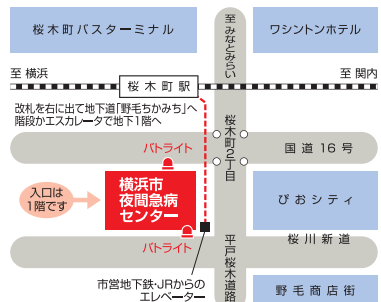 桜木町バスターミナル
至みなとみらい
ワシントンホテル
至 横浜
桜木町駅
至 関内
改札を右に出て地下道「野毛ちかみち」へ
階段かエスカレータで地下1階へ
桜木町2丁目
パトライト
国道16号
入口は
1階です
横浜市
夜間急病
センター
ぴおシティ
パトライト
桜川新道
平戸桜木道路
市営地下鉄・JRからの
エレベーター
野毛商店街